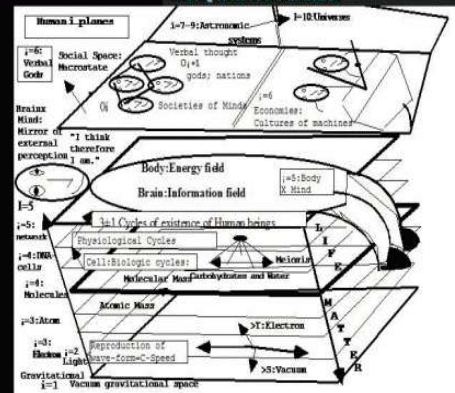 Human i_planes
i=7-9:Astronomic
systems
I=10:Universes
¡=6:
Verbal
Gods
Social Space:
Macrostate
Verbal thought
O¡+1
gods; nations
Societies of Minds
¡=6
Economies:
Cultures of machines
Mind:
Mirror of
external
perception
"I think
therefore
I am."
Body:Energy field
Brain:Information field
¡=5:Body
X Mind
I=5
3±1 Cycles of existence of Human beings
¡=5:
network
Physiological Cycles
¡=4:DNA
cells
Cell:Biologic cycles:
Meiosis
Carbohydrates and Water
Molecular Mass
¡=4:
Molecules
L
I
F
E
Atomic Mass
¡=3:Atom
>Y:Electron
¡=3:
Electron
¡=2
Light
Reproduction of
wave-form=C-Speed
>S:Vacuum
M
A
T
T
E
R
Gravitational
¡=1 Vacuum gravitational space